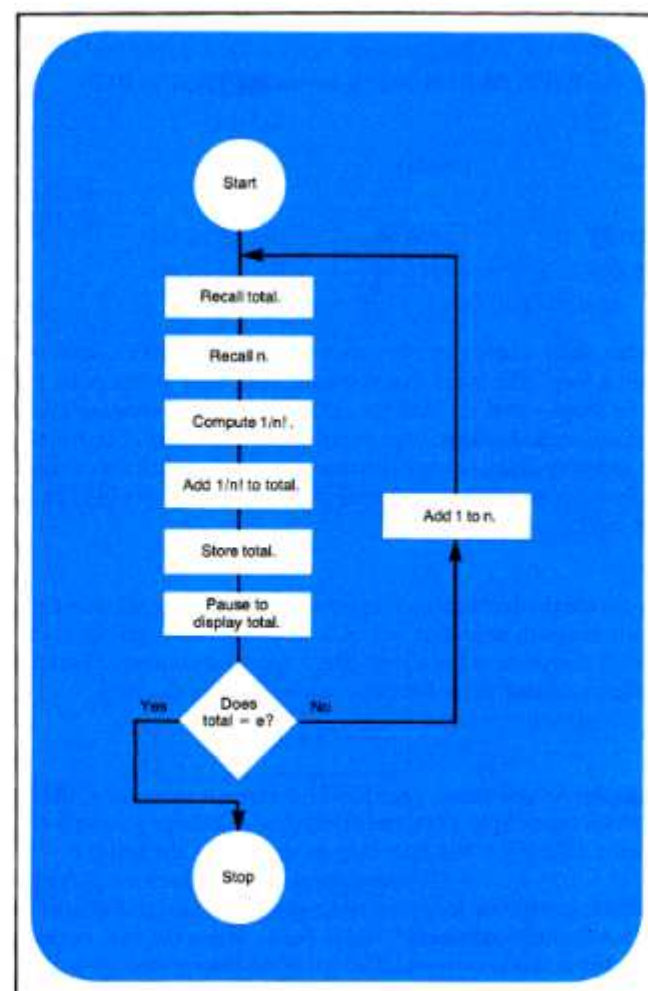 Start
Recall total.
Recall n.
Compute 1/n! .
Add 1/n! to total.
Add 1 to n.
Store total.
Pause to
display total.
Yes
Does
total = e?
No
Stop